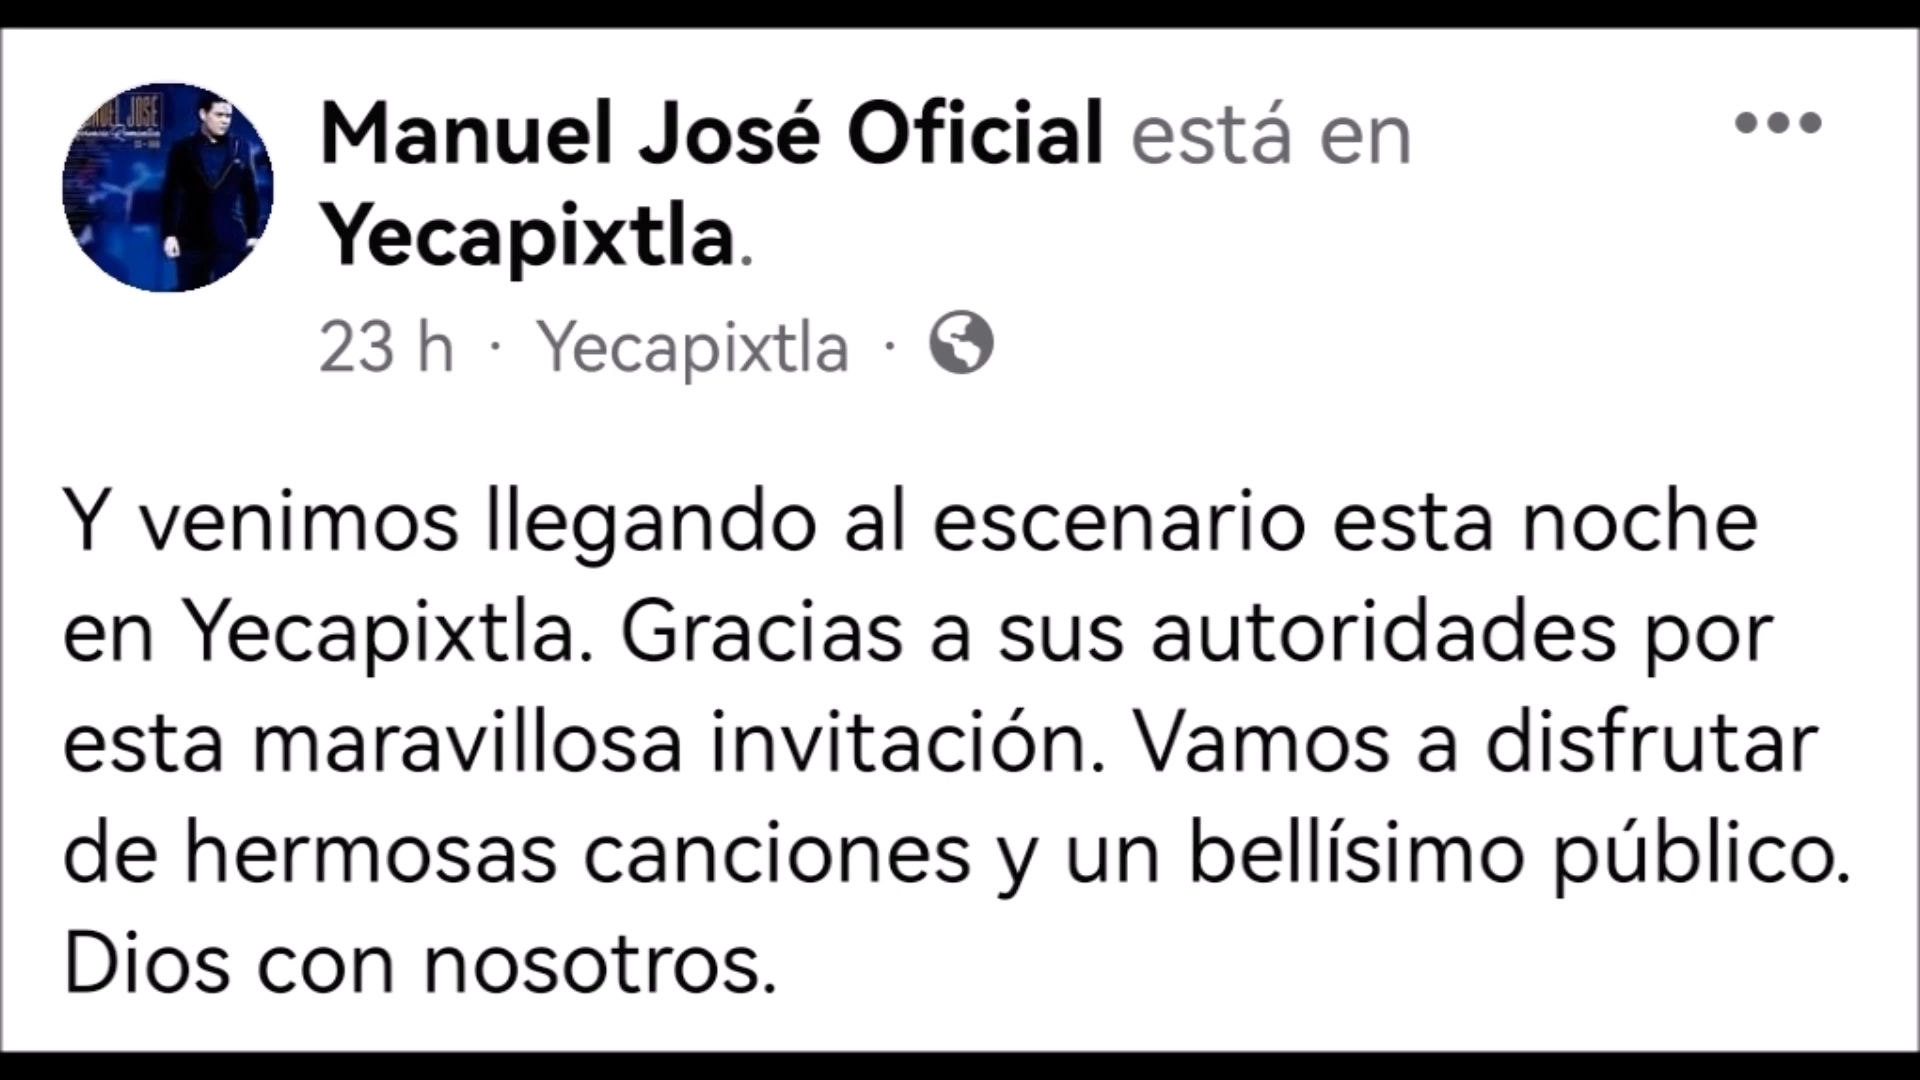 Manuel José Oficial está en
Yecapixtla.
23 h · Yecapixtla ·
Y venimos llegando al escenario esta noche
en Yecapixtla. Gracias a sus autoridades por
esta maravillosa invitación. Vamos a disfrutar
de hermosas canciones y un bellísimo público.
Dios con nosotros.